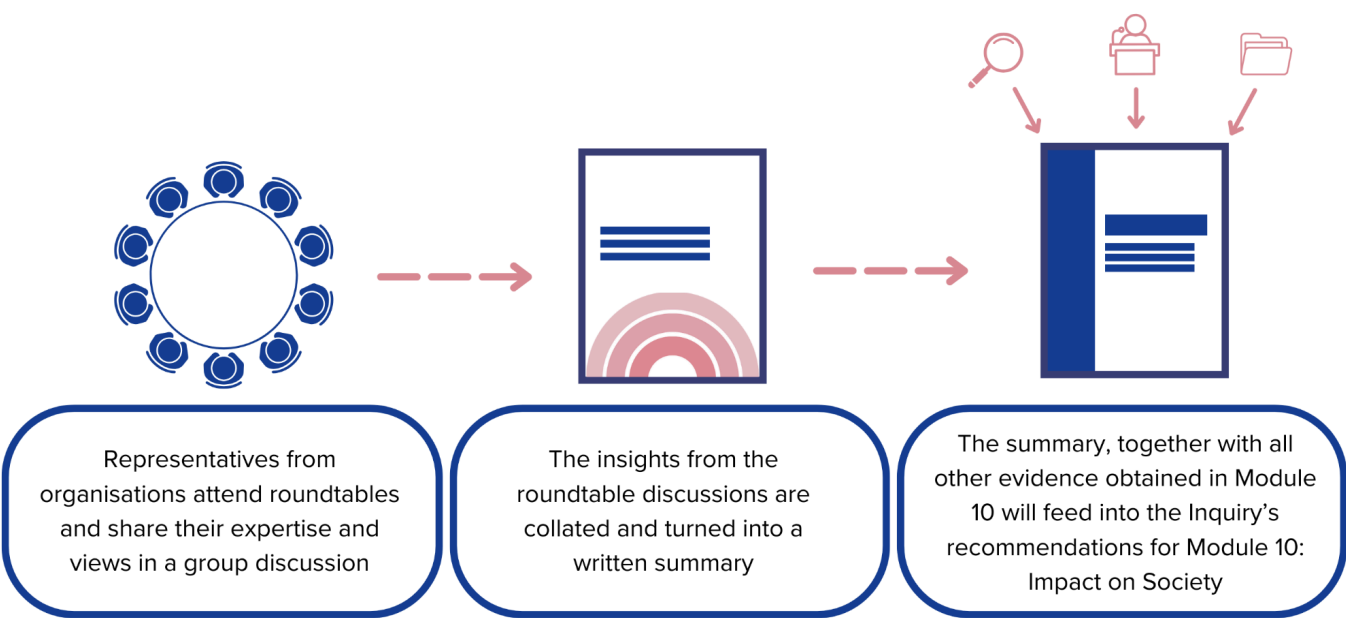 Representatives from
organisations attend roundtables
and share their expertise and
views in a group discussion
The insights from the
roundtable discussions are
collated and turned into a
written summary
The summary, together with all
other evidence obtained in Module
10 will feed into the Inquiry’s
recommendations for Module 10:
Impact on Society